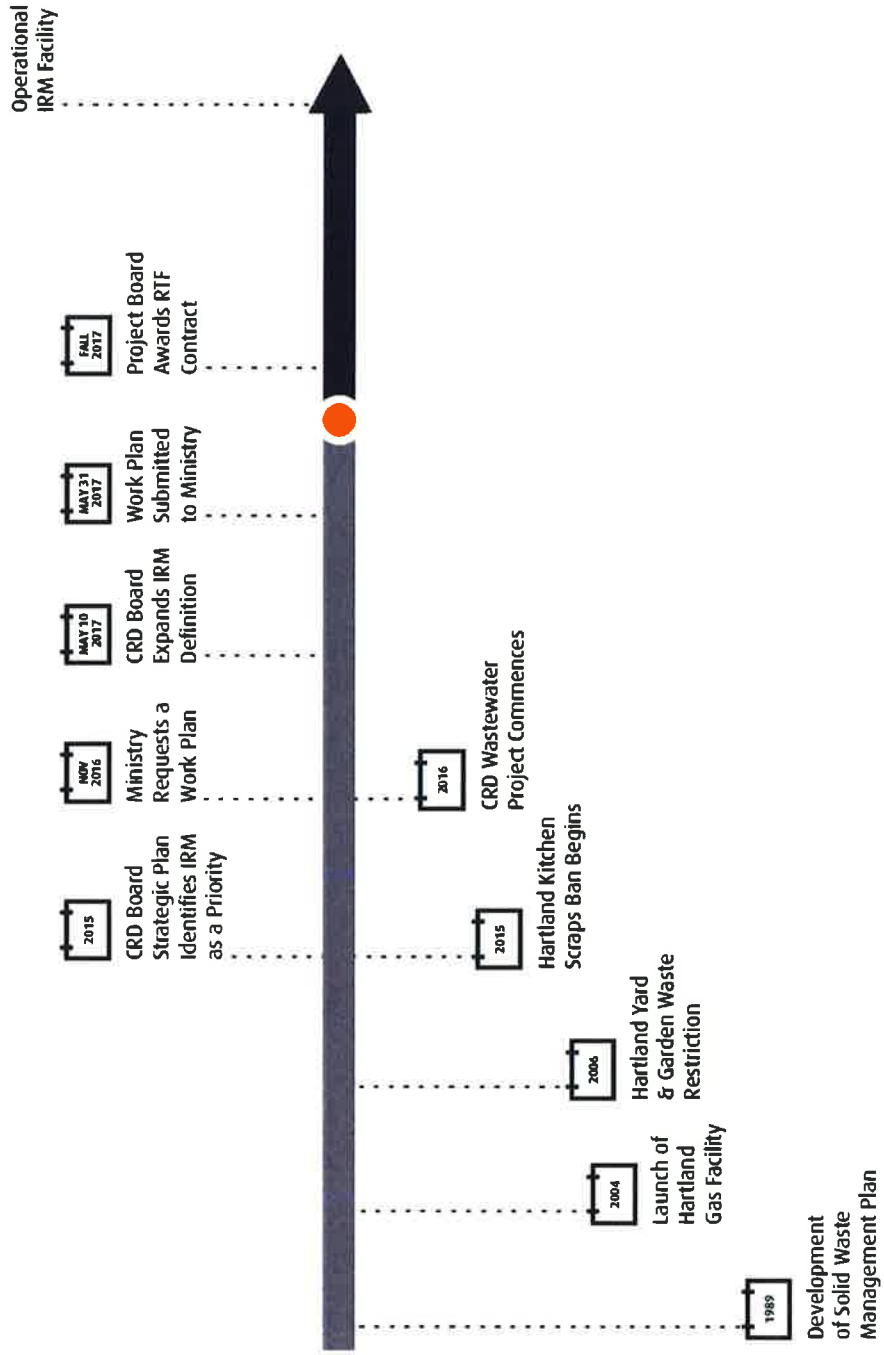 1989
Development
of Solid Waste
Management Plan
2004
Launch of
Hartland
Gas Facility
2006
Hartland Yard
& Garden Waste
Restriction
2015
Hartland Kitchen
Scraps Ban Begins
2015
CRD Board
Strategic Plan
Identifies IRM
as a Priority
2016
CRD Wastewater
Project Commences
NOV
2016
Ministry
Requests a
Work Plan
MAY 10
2017
CRD Board
Expands IRM
Definition
MAY 31
2017
Work Plan
Submitted
to Ministry
FALL
2017
Project Board
Awards RTF
Contract
Operational
IRM Facility